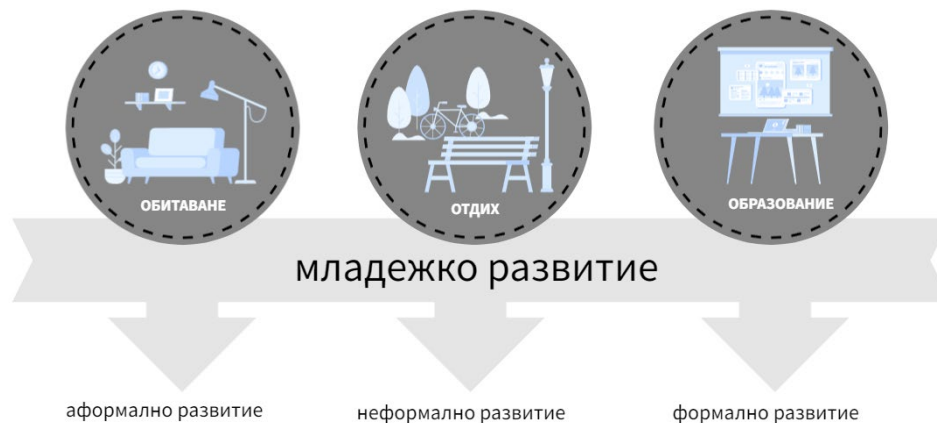 ОБИТАВАНЕ
ОТДИХ
ОБРАЗОВАНИЕ
младежко развитие
аформално развитие
неформално развитие
формално развитие